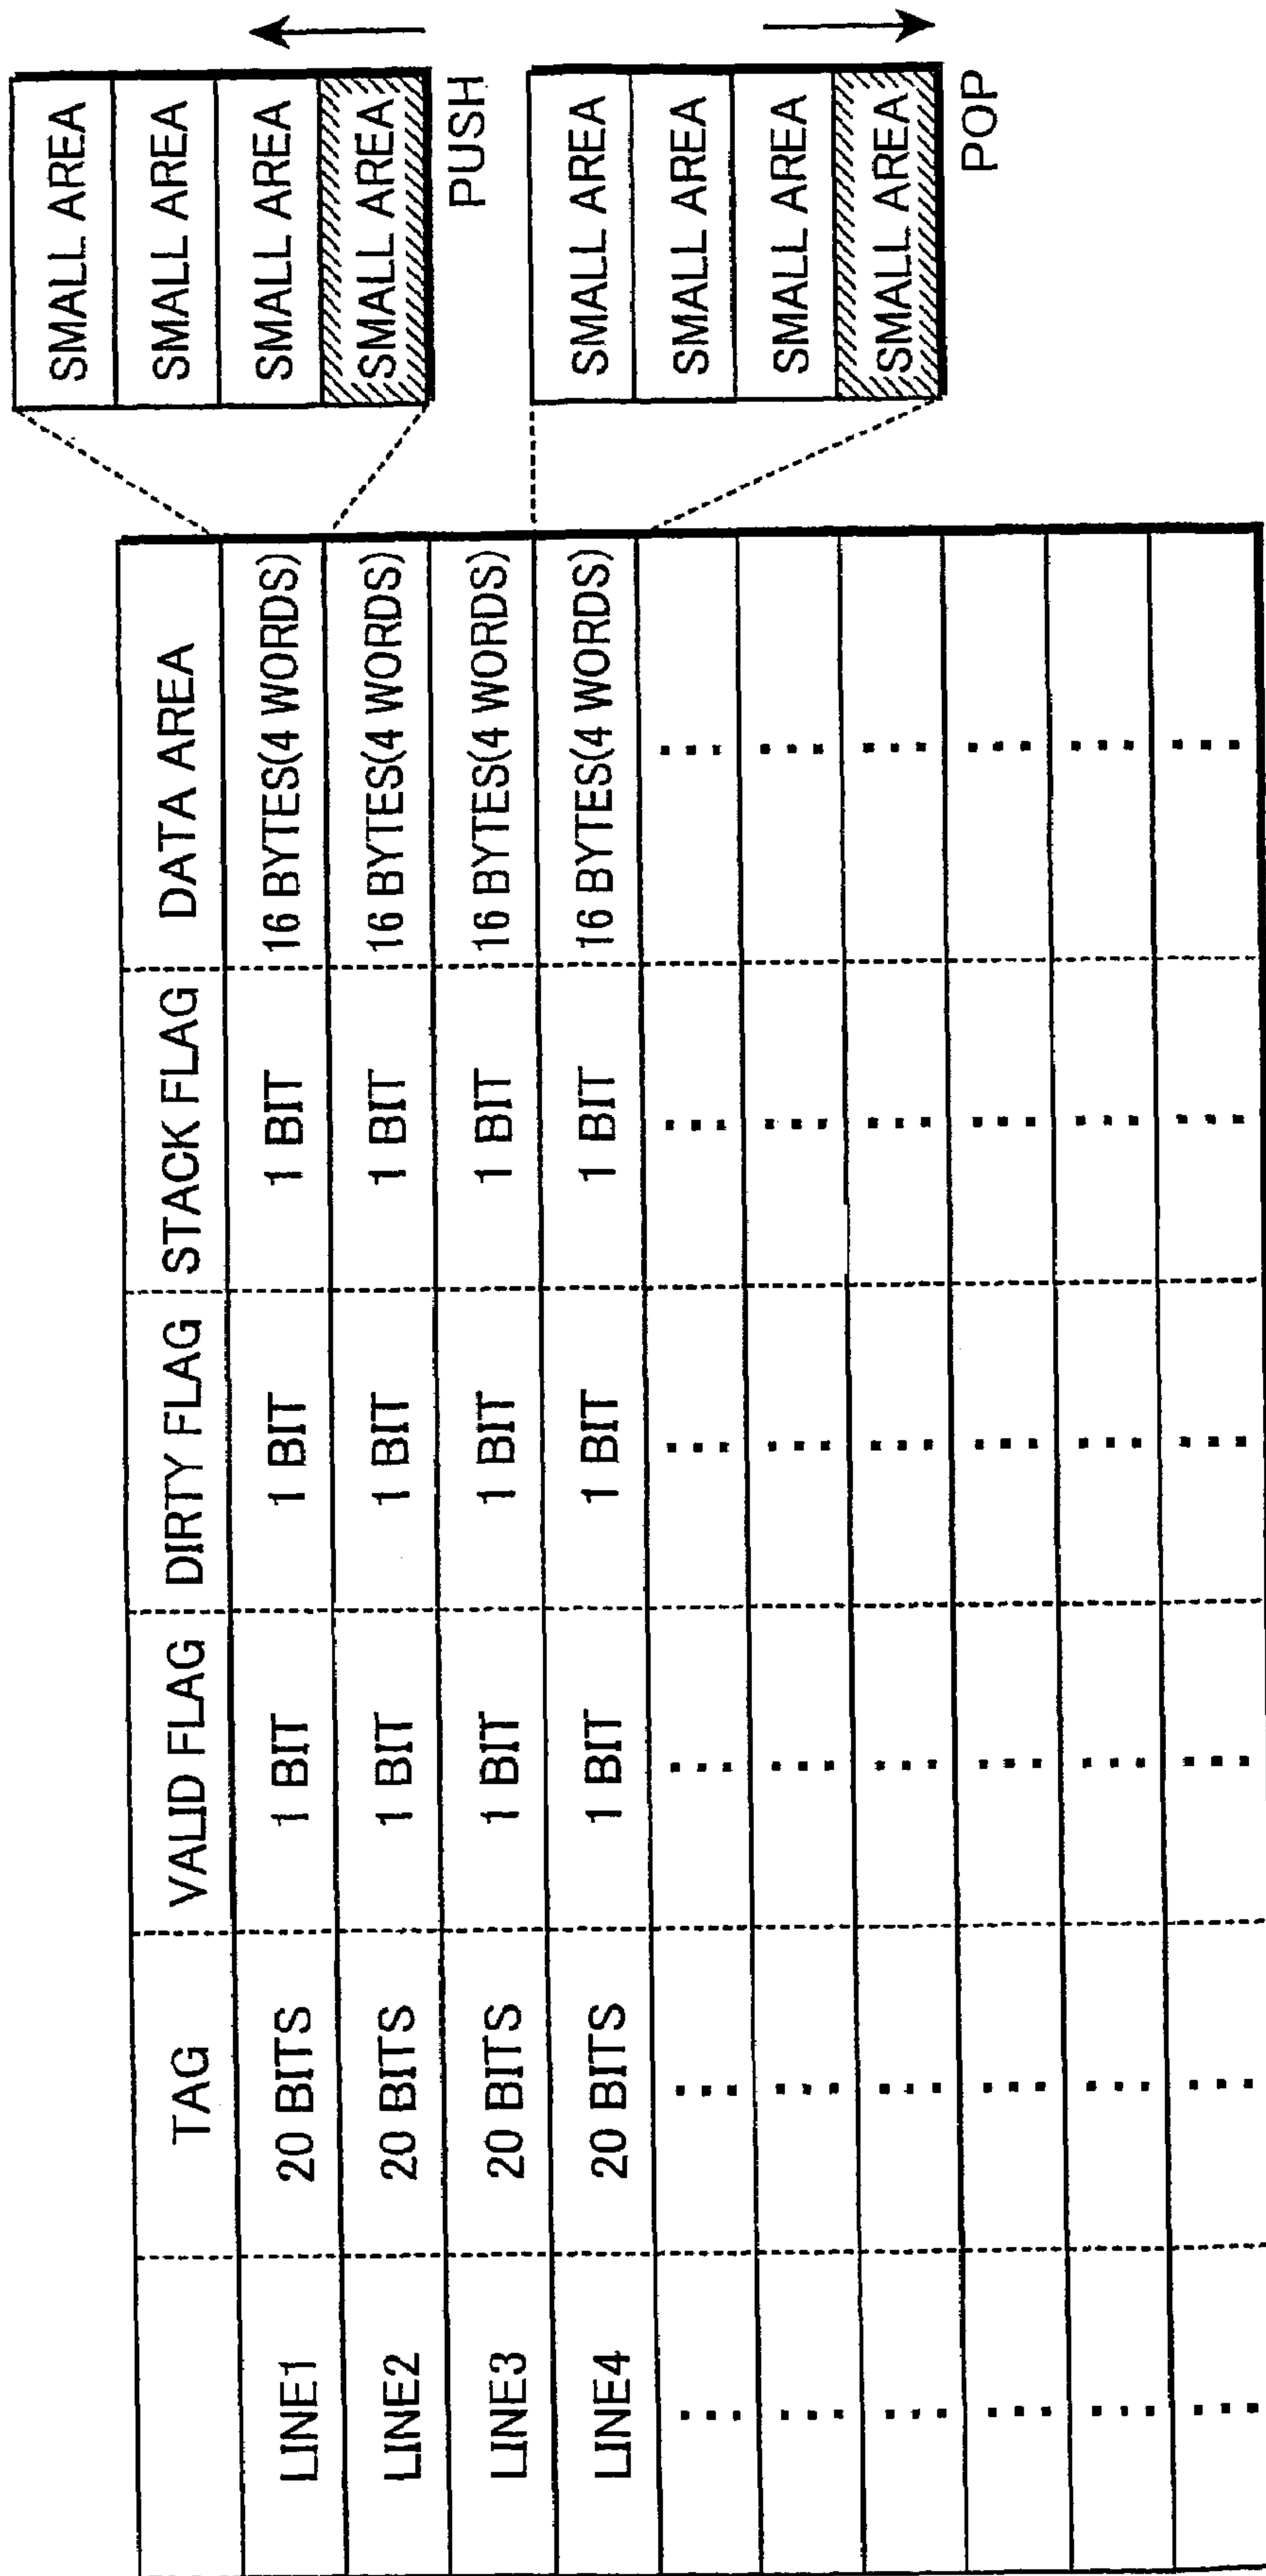 TAG VALID FLAG DIRTY FLAG STACK FLAG DATA AREA
LINE1 20 BITS 1 BIT 1 BIT 1 BIT 16 BYTES(4 WORDS)
LINE2 20 BITS 1 BIT 1 BIT 1 BIT 16 BYTES(4 WORDS)
LINE3 20 BITS 1 BIT 1 BIT 1 BIT 16 BYTES(4 WORDS)
LINE4 20 BITS 1 BIT 1 BIT 1 BIT 16 BYTES(4 WORDS)
SMALL AREA
SMALL AREA
SMALL AREA
SMALL AREA
PUSH
SMALL AREA
SMALL AREA
SMALL AREA
SMALL AREA
POP